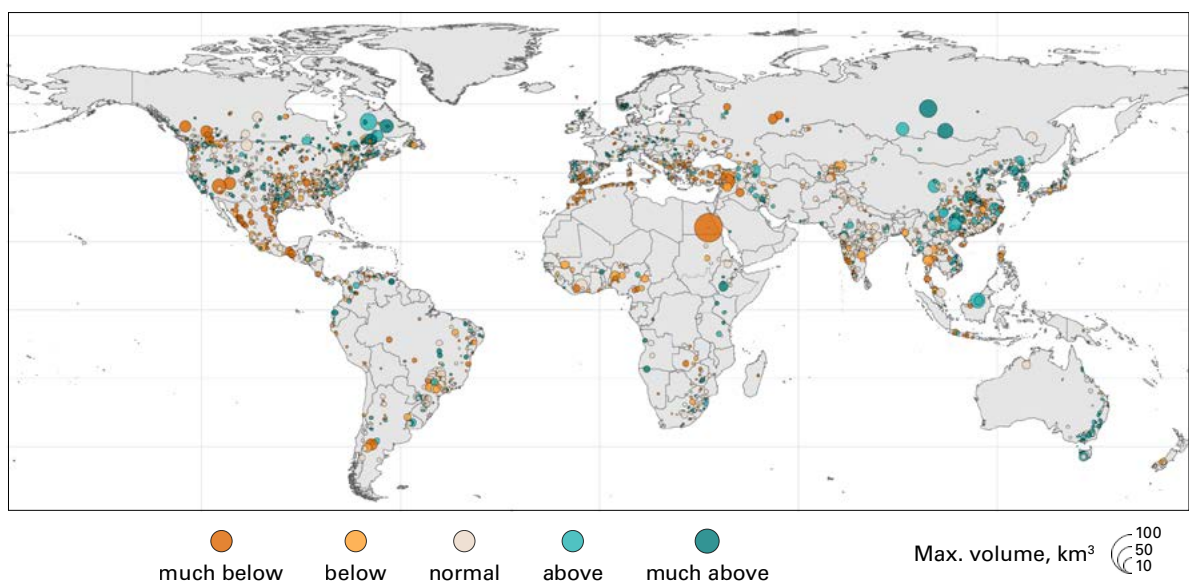 much below
below
normal
above
much above
Max. volume, km³
100
50
10